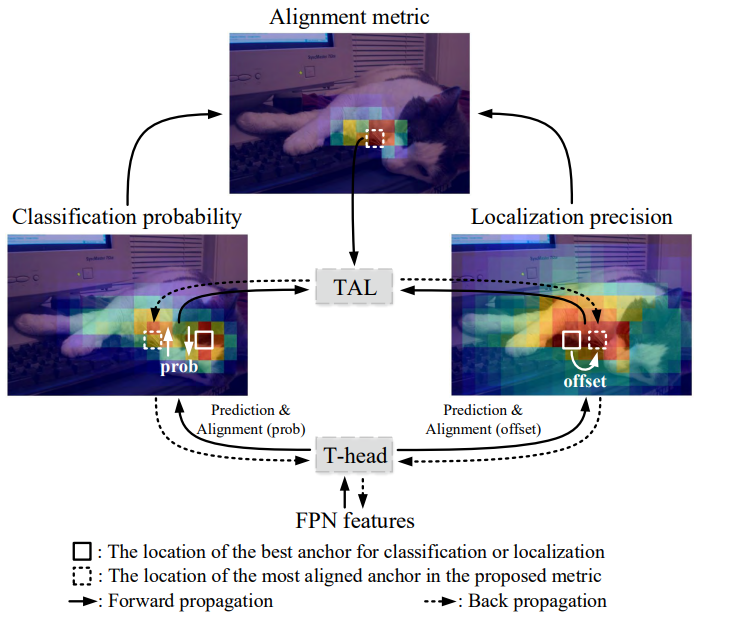 Alignment metric
Classification probability
Localization precision
TAL
prob
offset
Prediction &
Alignment (prob)
Prediction &
Alignment (offset)
T-head
FPN features
: The location of the best anchor for classification or localization
: The location of the most aligned anchor in the proposed metric
: Forward propagation
: Back propagation